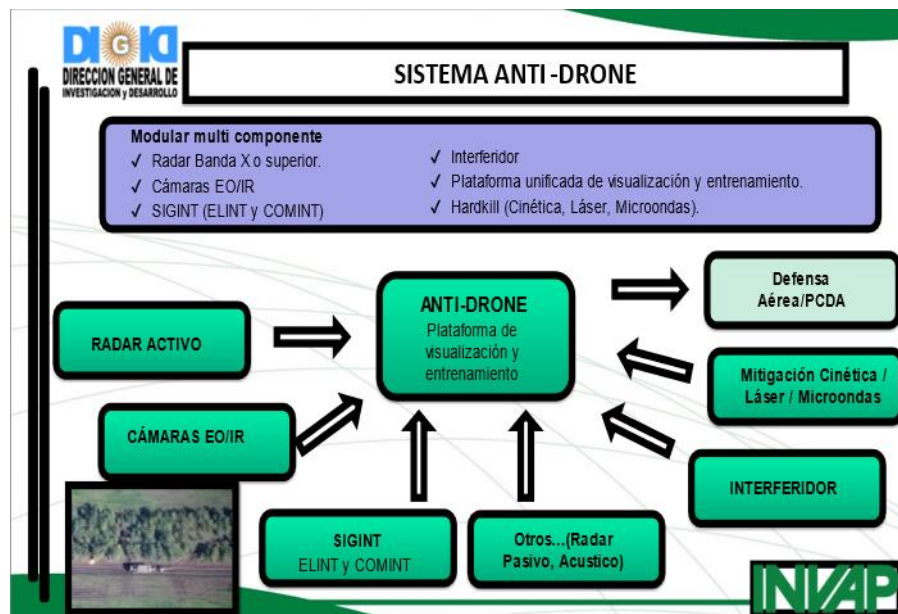 DIGID
DIRECCION GENERAL DE
INVESTIGACION y DESARROLLO
SISTEMA ANTI -DRONE
Modular multi componente
✓ Radar Banda X o superior.
✓ Cámaras EO/IR
✓ SIGINT (ELINT y COMINT)
✓ Interferidor
✓ Plataforma unificada de visualización y entrenamiento.
✓ Hardkill (Cinética, Láser, Microondas).
ANTI-DRONE
Plataforma de
visualización y
entrenamiento
Defensa
Aérea/PCDA
RADAR ACTIVO
Mitigación Cinética /
Láser / Microondas
CÁMARAS EO/IR
INTERFERIDOR
SIGINT
ELINT y COMINT
Otros...(Radar
Pasivo, Acustico)
INVAP